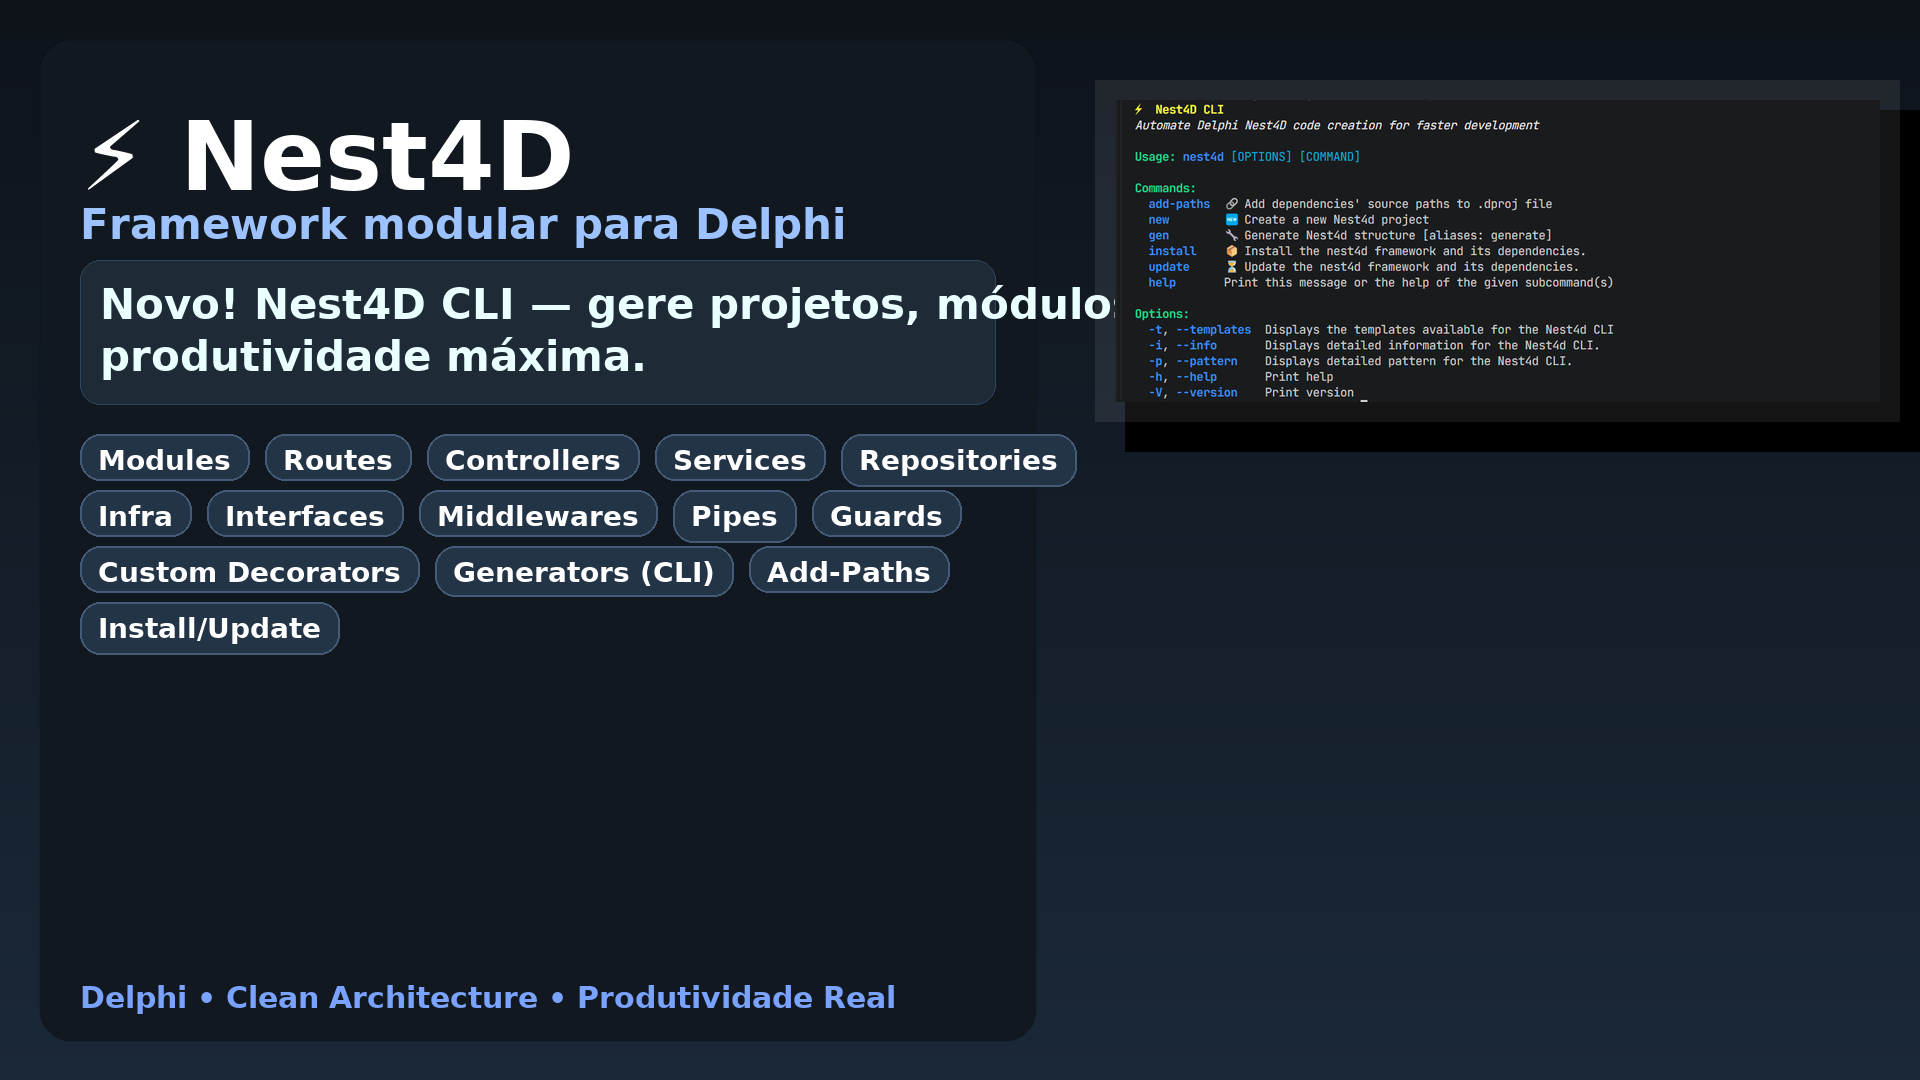 ⚡ Nest4D
Framework modular para Delphi
Novo! Nest4D CLI — gere projetos, módulos
produtividade máxima.
Modules Routes Controllers Services Repositories
Infra Interfaces Middlewares Pipes Guards
Custom Decorators Generators (CLI) Add-Paths
Install/Update
Delphi • Clean Architecture • Produtividade Real
⚡ Nest4D CLI
Automate Delphi Nest4D code creation for faster development
Usage: nest4d [OPTIONS] [COMMAND]
Commands:
add-paths 🔗 Add dependencies' source paths to .dproj file
new 🆕 Create a new Nest4d project
gen 🔧 Generate Nest4d structure [aliases: generate]
install 📦 Install the nest4d framework and its dependencies.
update ⏳ Update the nest4d framework and its dependencies.
help Print this message or the help of the given subcommand(s)
Options:
-t, --templates Displays the templates available for the Nest4d CLI
-i, --info Displays detailed information for the Nest4d CLI.
-p, --pattern Displays detailed pattern for the Nest4d CLI.
-h, --help Print help
-V, --version Print version _